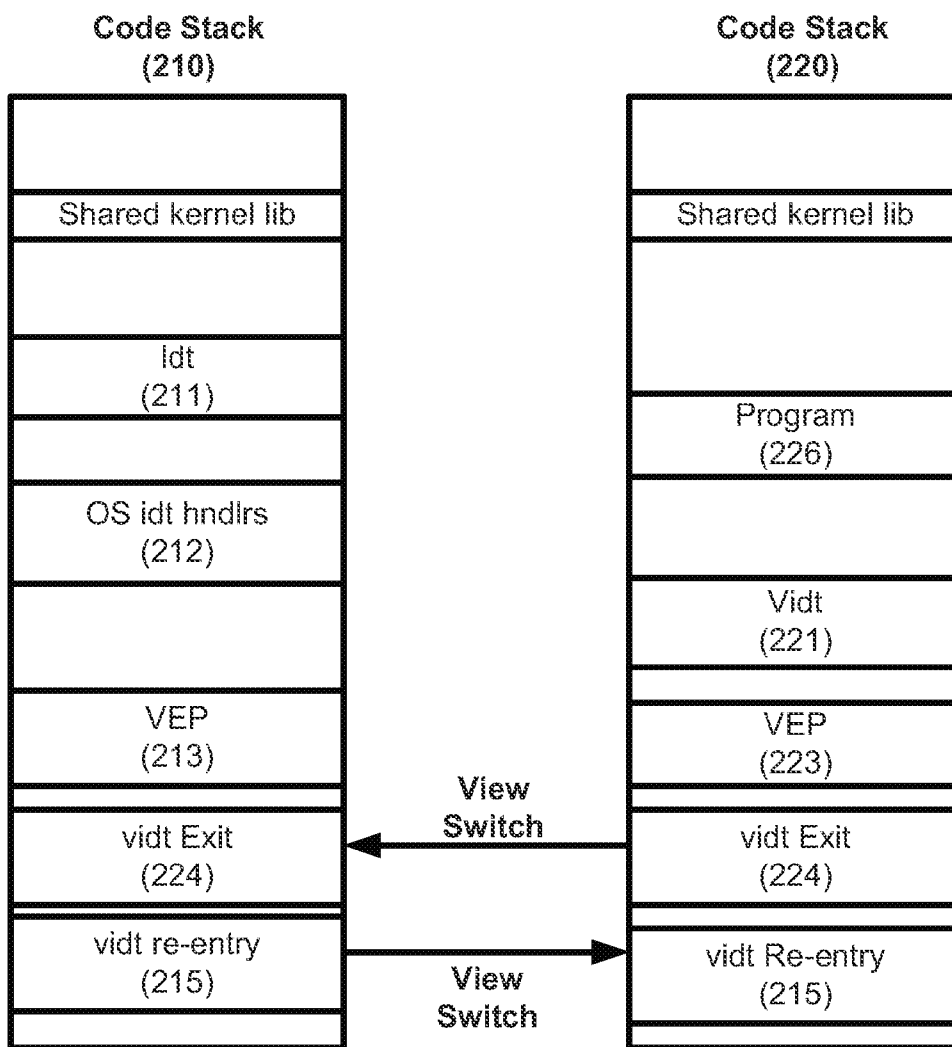 Code Stack
(210)
Shared kernel lib
Idt
(211)
OS idt hndlrs
(212)
VEP
(213)
vidt Exit
(224)
vidt re-entry
(215)
View
Switch
View
Switch
Code Stack
(220)
Shared kernel lib
Program
(226)
Vidt
(221)
VEP
(223)
vidt Exit
(224)
vidt Re-entry
(215)